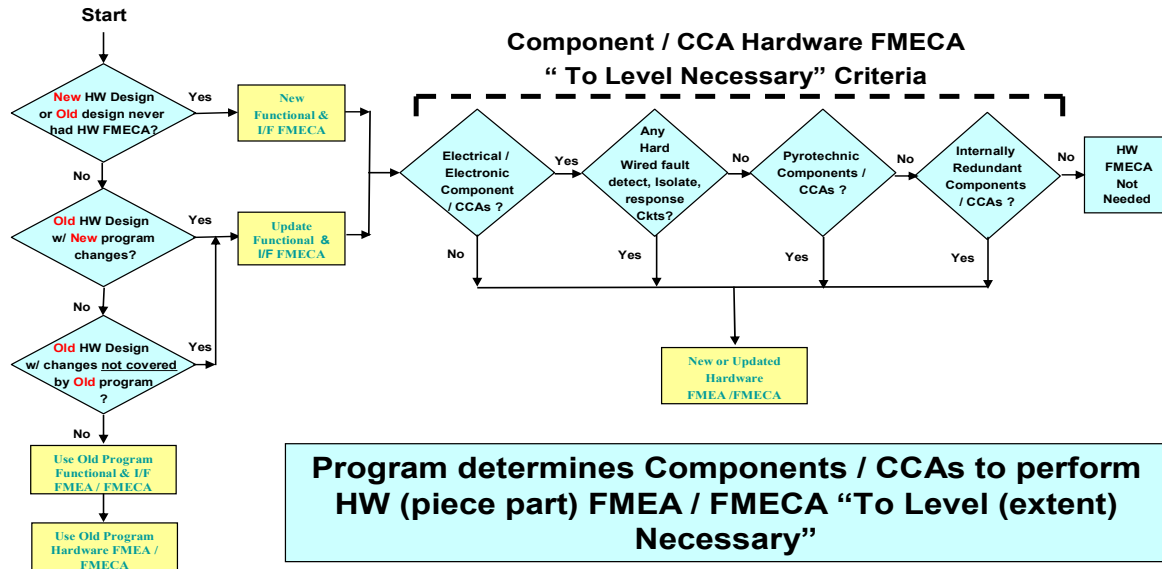 Start
Component / CCA Hardware FMECA
“ To Level Necessary” Criteria
New HW Design
or Old design never
had HW FMECA?
Yes
New
Functional &
I/F FMECA
No
Old HW Design
w/ New program
changes?
Yes
Update
Functional &
I/F FMECA
No
Old HW Design
w/ changes not covered
by Old program
?
Yes
No
Use Old Program
Functional & I/F
FMEA / FMECA
Use Old Program
Hardware FMEA /
FMECA
Electrical /
Electronic
Component
/ CCAs ?
Yes
No
Any
Hard
Wired fault
detect, Isolate,
response
Ckts?
No
Yes
Pyrotechnic
Components /
CCAs ?
No
Yes
Internally
Redundant
Components
/ CCAs ?
No
Yes
HW
FMECA
Not
Needed
New or Updated
Hardware
FMEA /FMECA
Program determines Components / CCAs to perform
HW (piece part) FMEA / FMECA “To Level (extent)
Necessary”